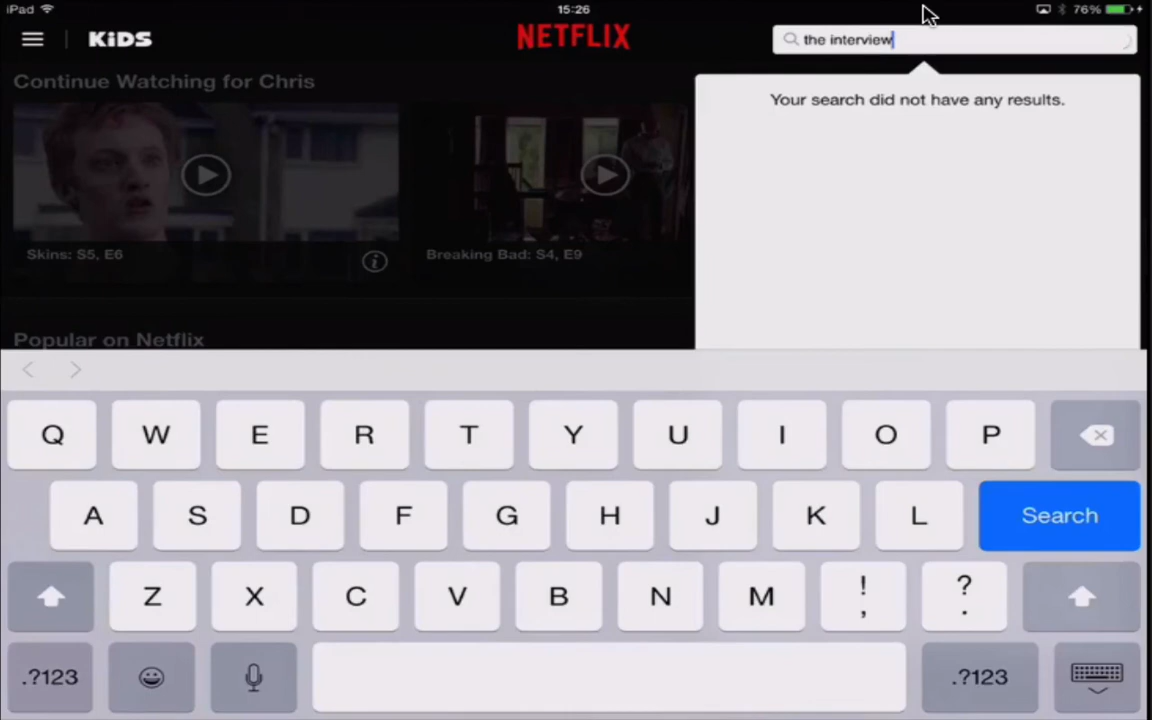 iPad
15:26
76%
KiDS
NETFLIX
the interview
Continue Watching for Chris
Your search did not have any results.
Skins: S5, E6
Breaking Bad: S4, E9
Popular on Netflix
Q W E R T Y U I O P
A S D F G H J K L Search
Z X C V B N M ! , ? .
.?123 .?123